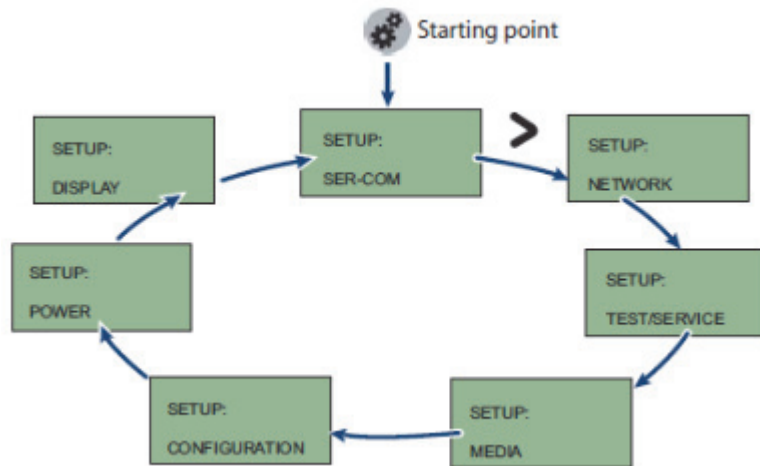 Starting point
SETUP:
SER-COM
>
SETUP:
NETWORK
SETUP:
TEST/SERVICE
SETUP:
MEDIA
SETUP:
CONFIGURATION
SETUP:
POWER
SETUP:
DISPLAY